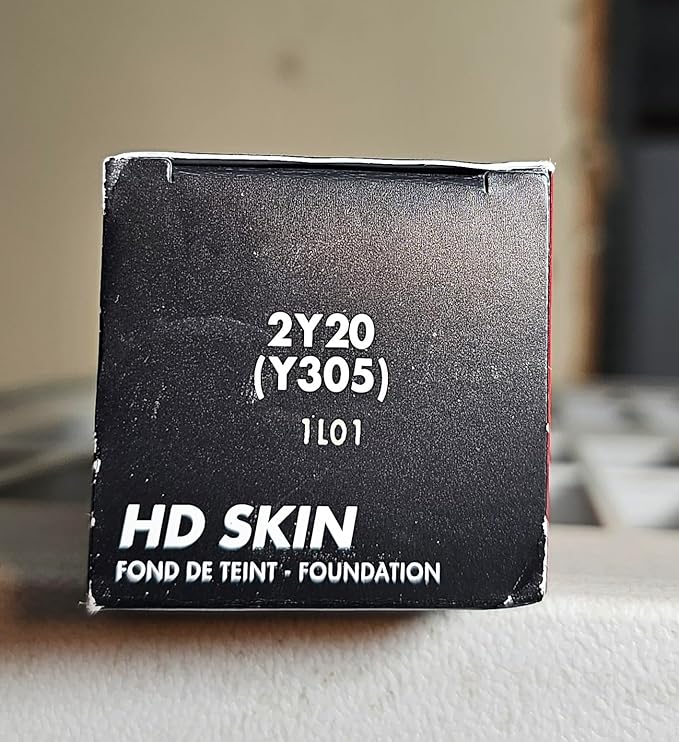 2Y20
(Y305)
1L01
HD SKIN
FOND DE TEINT - FOUNDATION